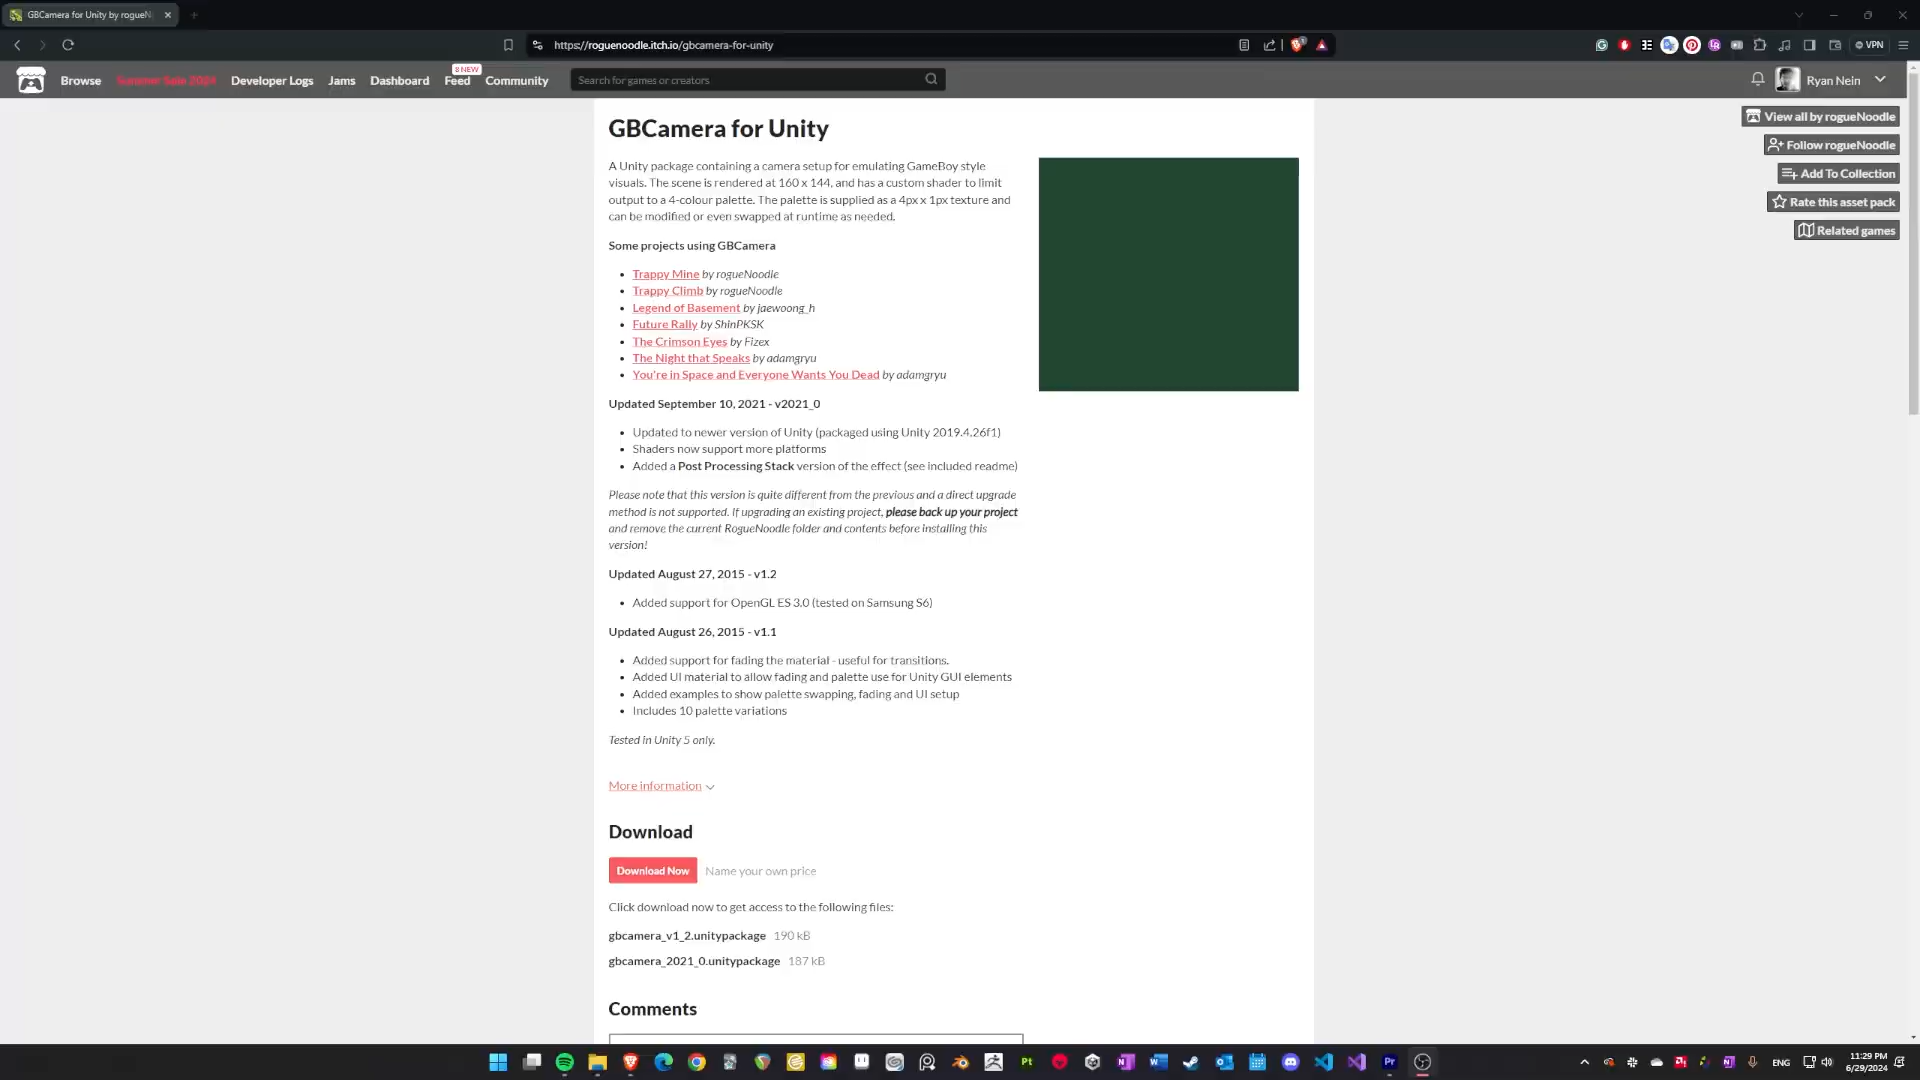 GBCamera for Unity by rogueN
https://roguenoodle.itch.io/gbcamera-for-unity
VPN
Browse
Summer Sale 2024
Developer Logs
Jams
Dashboard
8 NEW
Feed
Community
Search for games or creators
Ryan Nein
View all by rogueNoodle
Follow rogueNoodle
Add To Collection
Rate this asset pack
Related games
GBCamera for Unity
A Unity package containing a camera setup for emulating GameBoy style
visuals. The scene is rendered at 160 x 144, and has a custom shader to limit
output to a 4-colour palette. The palette is supplied as a 4px x 1px texture and
can be modified or even swapped at runtime as needed.
Some projects using GBCamera
Trappy Mine by rogueNoodle
Trappy Climb by rogueNoodle
Legend of Basement by jaewoong_h
Future Rally by ShinPKSK
The Crimson Eyes by Fizex
The Night that Speaks by adamgryu
You're in Space and Everyone Wants You Dead by adamgryu
Updated September 10, 2021 - v2021_0
Updated to newer version of Unity (packaged using Unity 2019.4.26f1)
Shaders now support more platforms
Added a Post Processing Stack version of the effect (see included readme)
Please note that this version is quite different from the previous and a direct upgrade
method is not supported. If upgrading an existing project, please back up your project
and remove the current RogueNoodle folder and contents before installing this
version!
Updated August 27, 2015 - v1.2
Added support for OpenGL ES 3.0 (tested on Samsung S6)
Updated August 26, 2015 - v1.1
Added support for fading the material - useful for transitions.
Added UI material to allow fading and palette use for Unity GUI elements
Added examples to show palette swapping, fading and UI setup
Includes 10 palette variations
Tested in Unity 5 only.
More information
Download
Download Now
Name your own price
Click download now to get access to the following files:
gbcamera_v1_2.unitypackage 190 kB
gbcamera_2021_0.unitypackage 187 kB
Comments
Pt
Pr
ENG
11:29 PM
6/29/2024